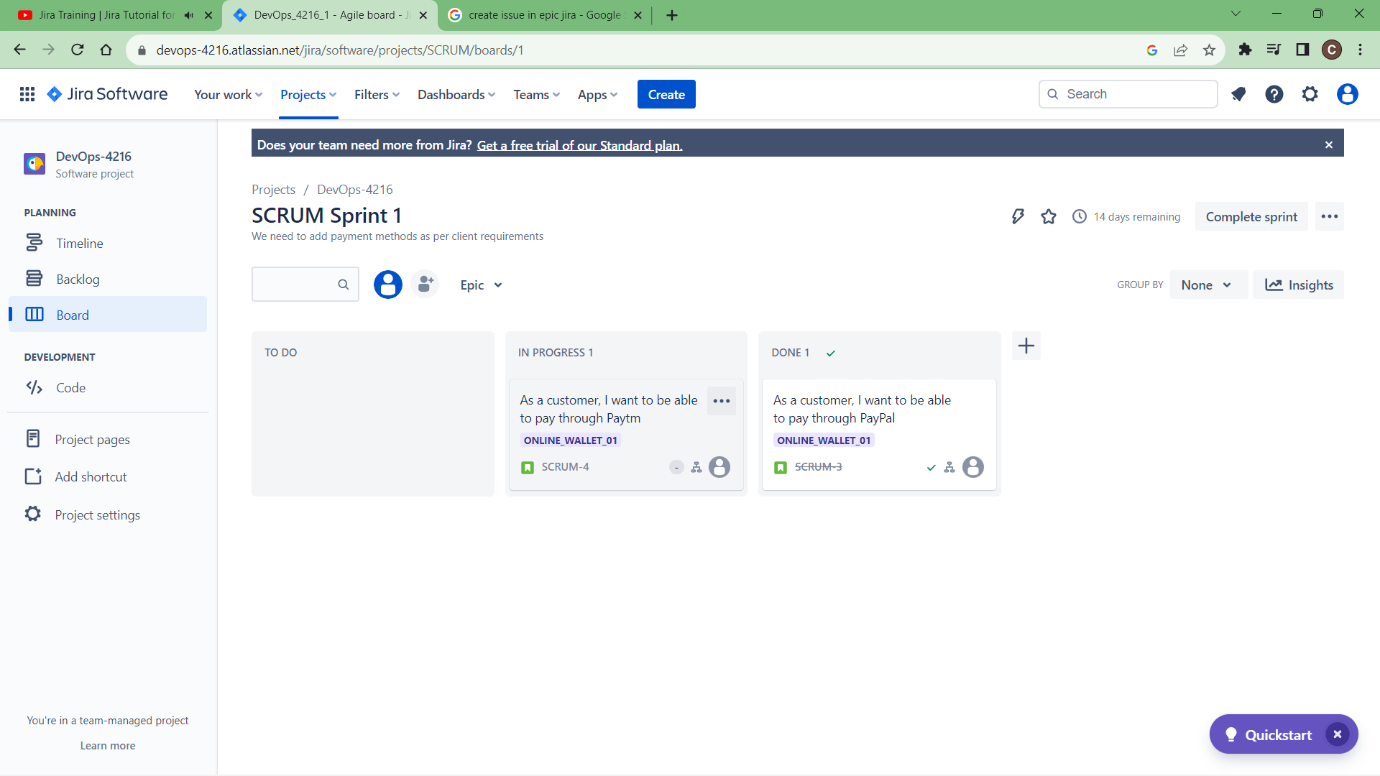 Jira Training | Jira Tutorial for
DevOps_4216_1 - Agile board - J
create issue in epic jira - Google
devops-4216.atlassian.net/jira/software/projects/SCRUM/boards/1
C
Jira Software
Your work
Projects
Filters
Dashboards
Teams
Apps
Create
Search
DevOps-4216
Software project
Does your team need more from Jira? Get a free trial of our Standard plan.
Projects / DevOps-4216
SCRUM Sprint 1
We need to add payment methods as per client requirements
14 days remaining
Complete sprint
PLANNING
Timeline
Backlog
Board
DEVELOPMENT
Code
Project pages
Add shortcut
Project settings
Epic
GROUP BY
None
Insights
TO DO
IN PROGRESS 1
As a customer, I want to be able
to pay through Paytm
ONLINE_WALLET_01
SCRUM-4
-
DONE 1
As a customer, I want to be able
to pay through PayPal
ONLINE_WALLET_01
SCRUM-3
You're in a team-managed project
Learn more
Quickstart